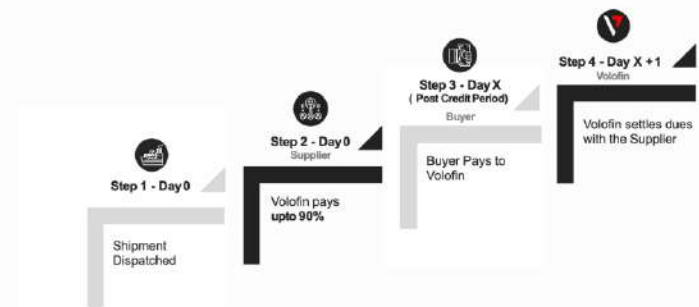 Step 1 - Day 0
Shipment
Dispatched
Step 2 - Day 0
Supplier
Volofin pays
upto 90%
Step 3 - Day X
( Post Credit Period)
Buyer
Buyer Pays to
Volofin
Step 4 - Day X +1
Volofin
Volofin settles dues
with the Supplier